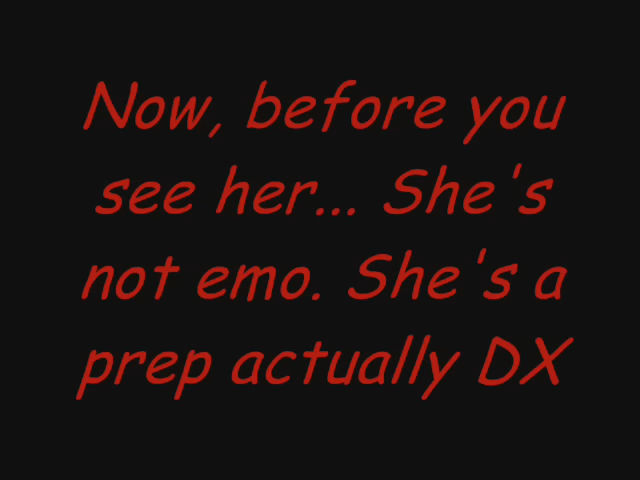 Now, before you
see her... She's
not emo. She's a
prep actually DX